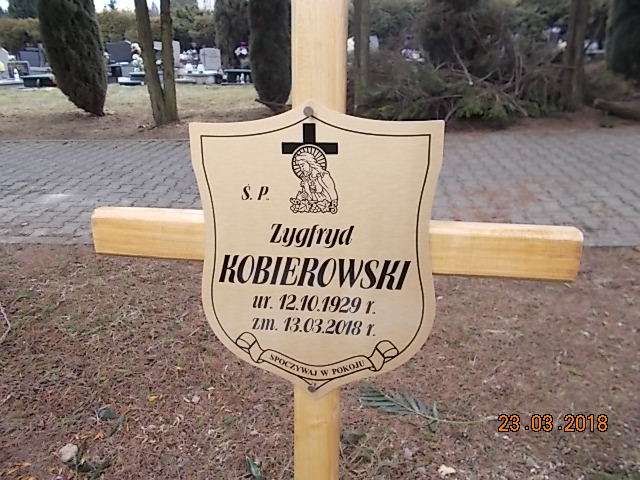 Ś. P.
Zygfryd
KOBIEROWSKI
ur. 12.10.1929 r.
zm. 13.03.2018 r.
SPOCZYWAJ W POKOJU
23.03.2018